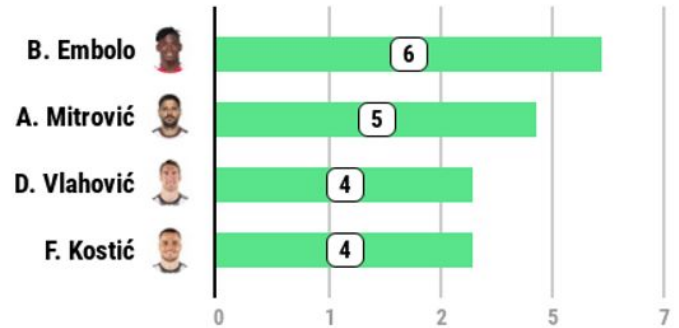 B. Embolo 6
A. Mitrović 5
D. Vlahović 4
F. Kostić 4
0 1 2 5 7